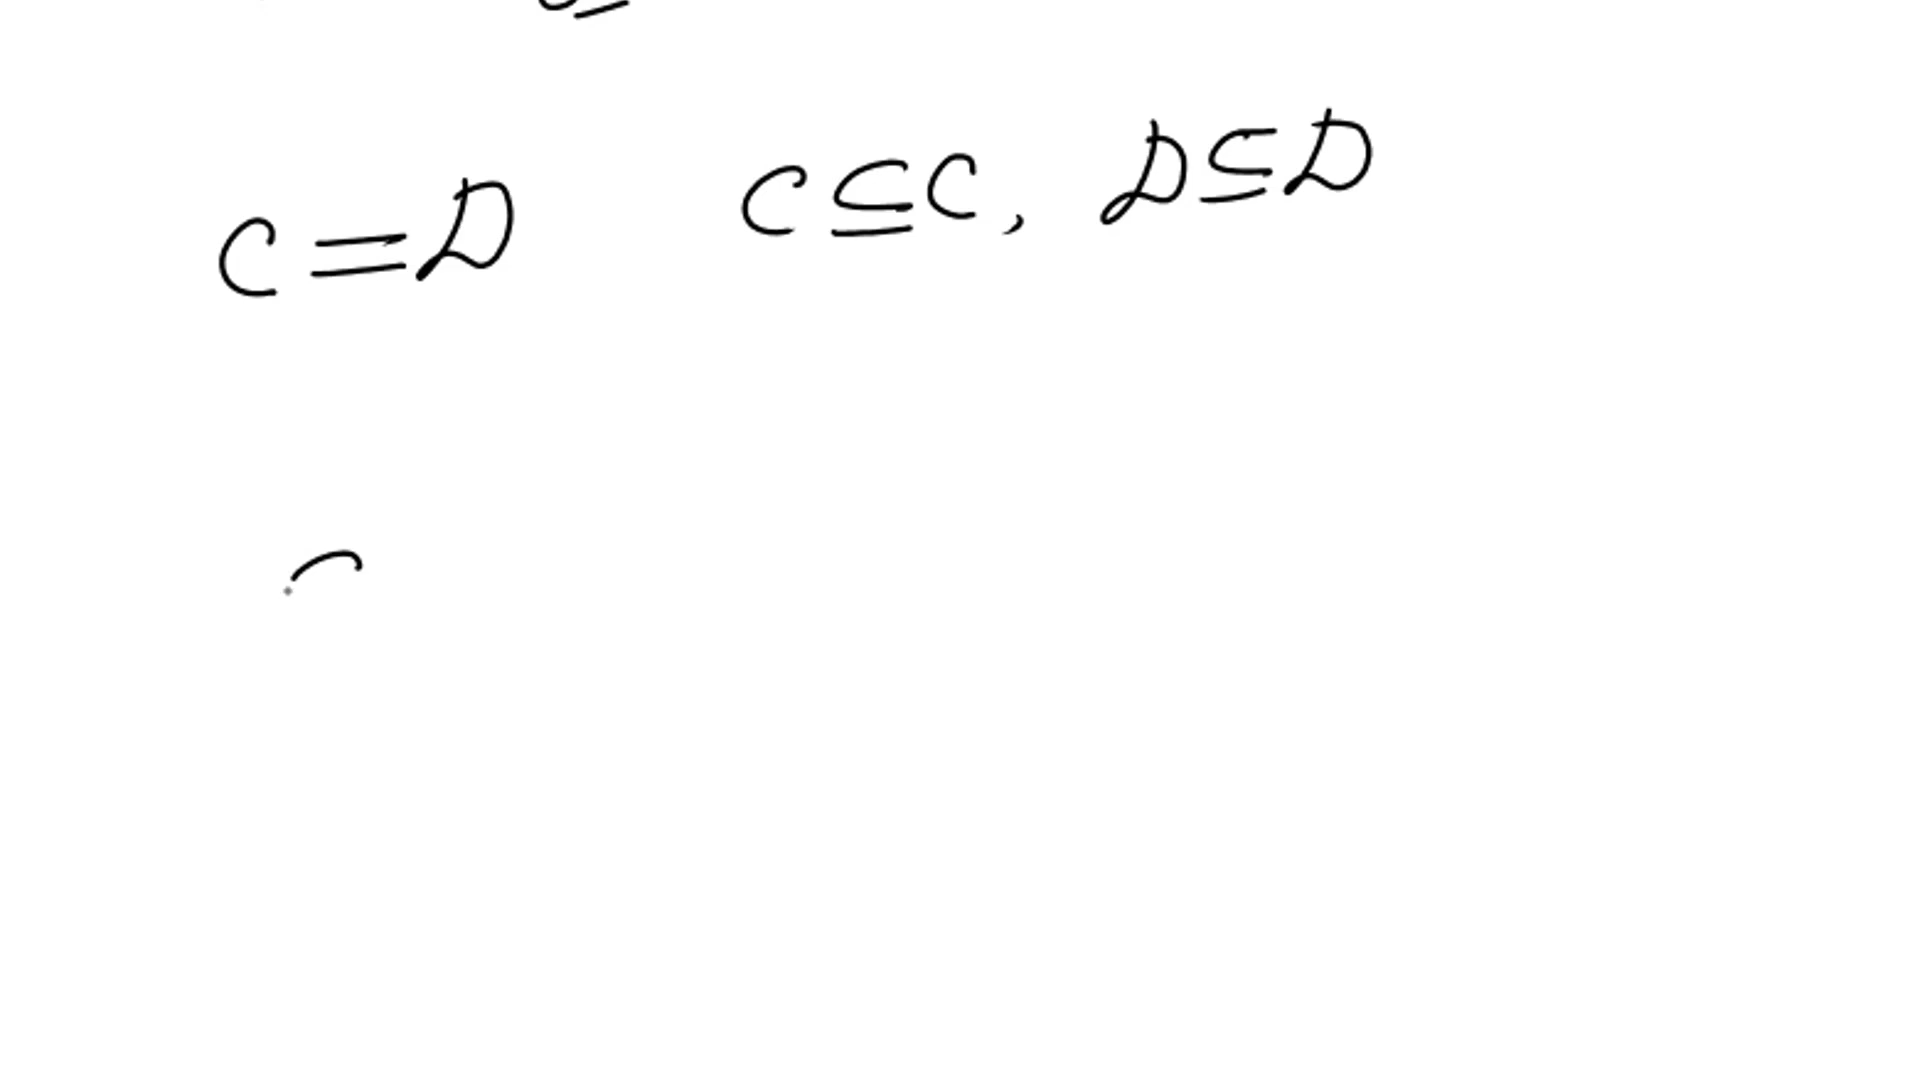 C = D   C ⊆ C, D ⊆ D